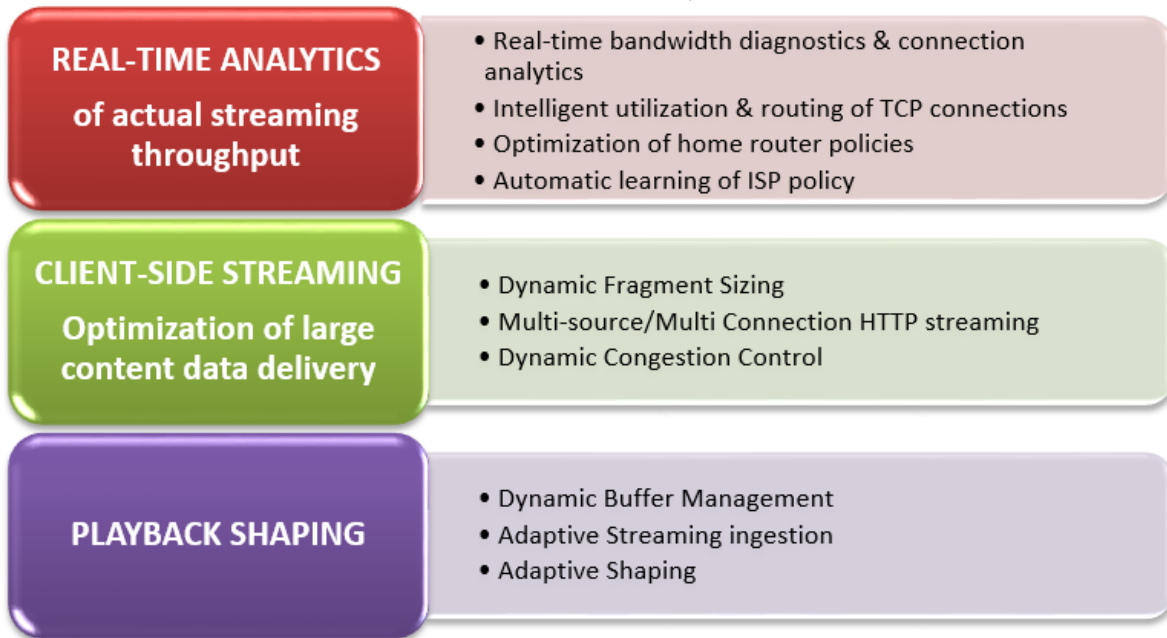 REAL-TIME ANALYTICS
of actual streaming
throughput
• Real-time bandwidth diagnostics & connection
analytics
• Intelligent utilization & routing of TCP connections
• Optimization of home router policies
• Automatic learning of ISP policy
CLIENT-SIDE STREAMING
Optimization of large
content data delivery
• Dynamic Fragment Sizing
• Multi-source/Multi Connection HTTP streaming
• Dynamic Congestion Control
PLAYBACK SHAPING
• Dynamic Buffer Management
• Adaptive Streaming ingestion
• Adaptive Shaping